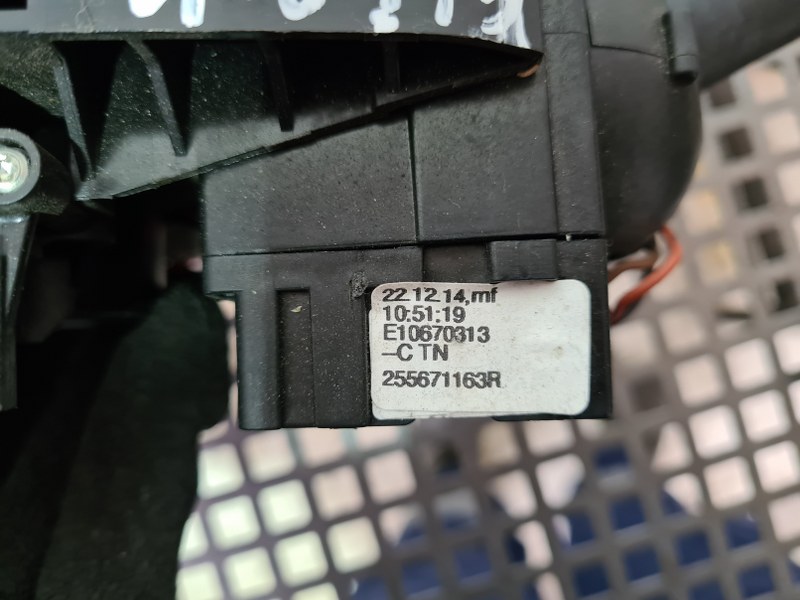 22.12.14,mf
10:51:19
E10670313
–C TN
255671163R